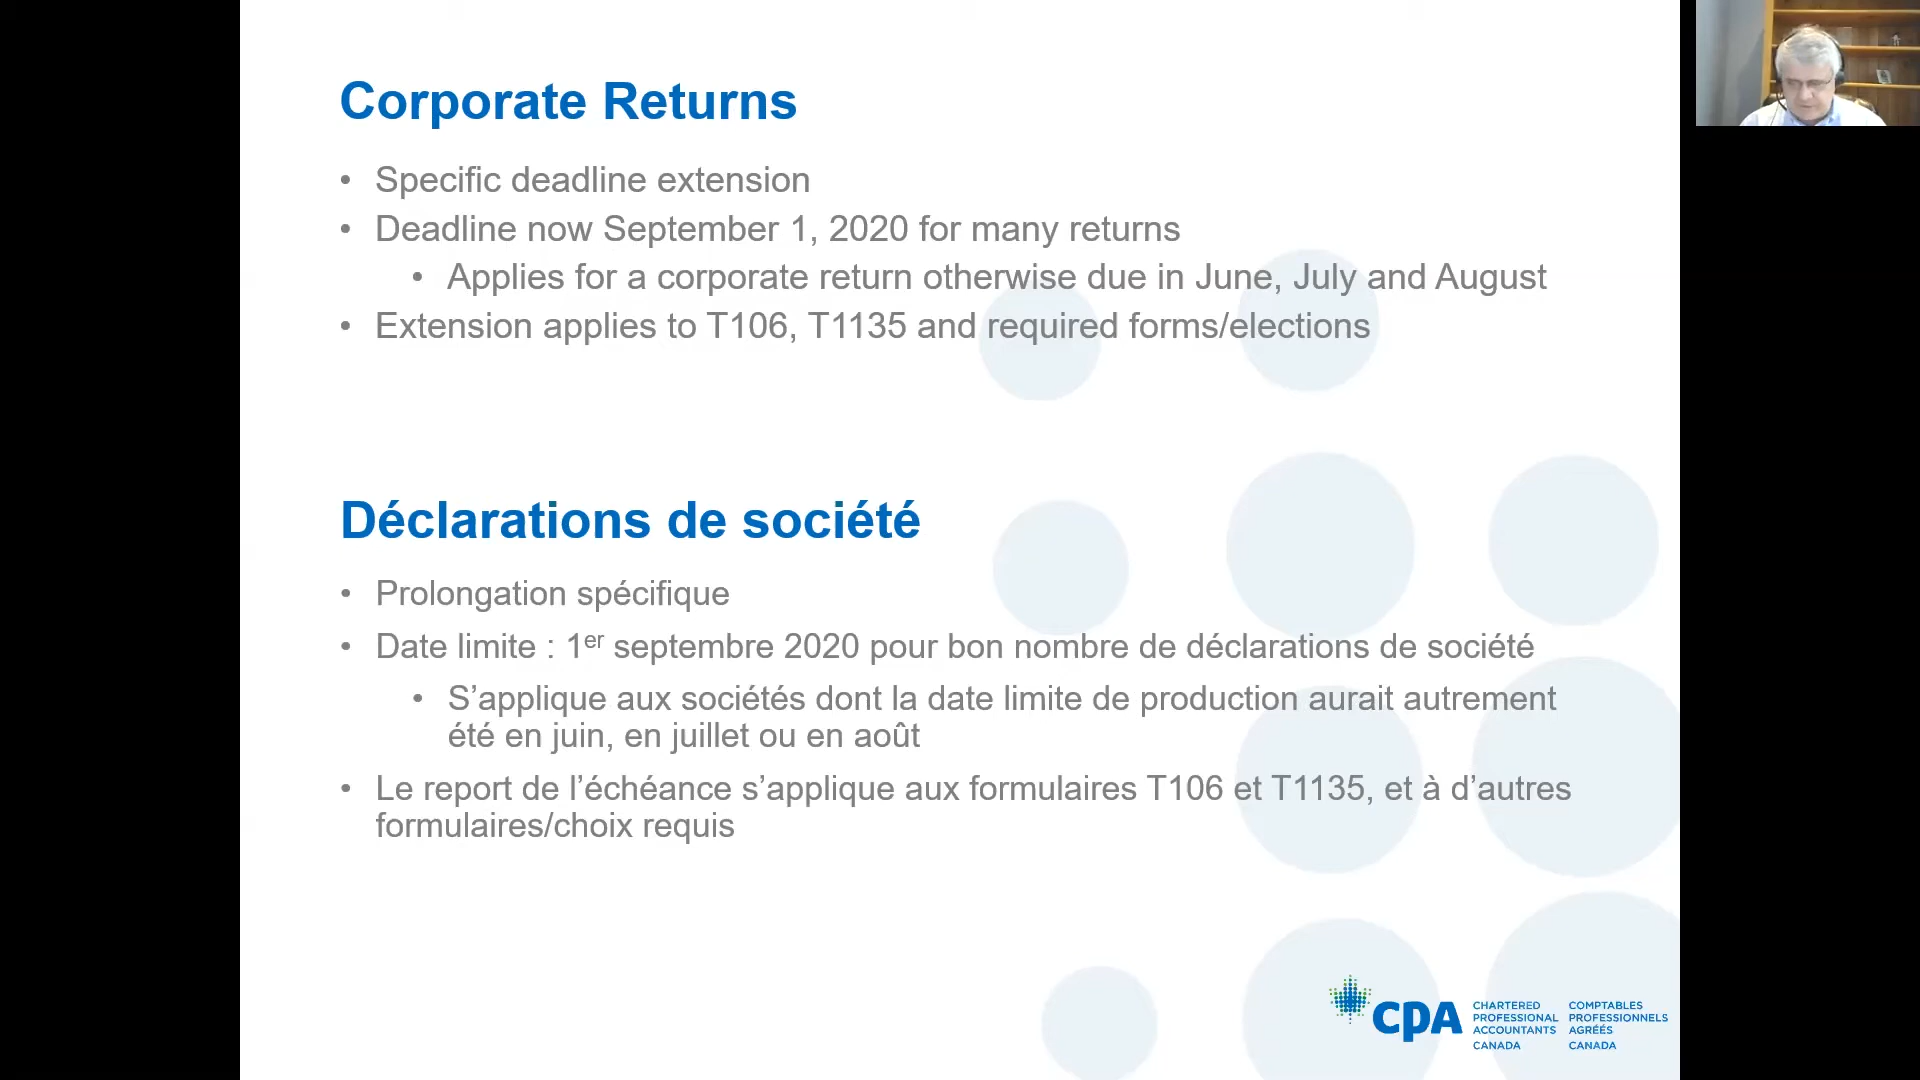 Corporate Returns
• Specific deadline extension
• Deadline now September 1, 2020 for many returns
• Applies for a corporate return otherwise due in June, July and August
• Extension applies to T106, T1135 and required forms/elections
Déclarations de société
• Prolongation spécifique
• Date limite : 1er septembre 2020 pour bon nombre de déclarations de société
• S’applique aux sociétés dont la date limite de production aurait autrement
été en juin, en juillet ou en août
• Le report de l’échéance s’applique aux formulaires T106 et T1135, et à d’autres
formulaires/choix requis
CPA
CHARTERED
PROFESSIONAL
ACCOUNTANTS
CANADA
COMPTABLES
PROFESSIONNELS
AGRÉÉS
CANADA